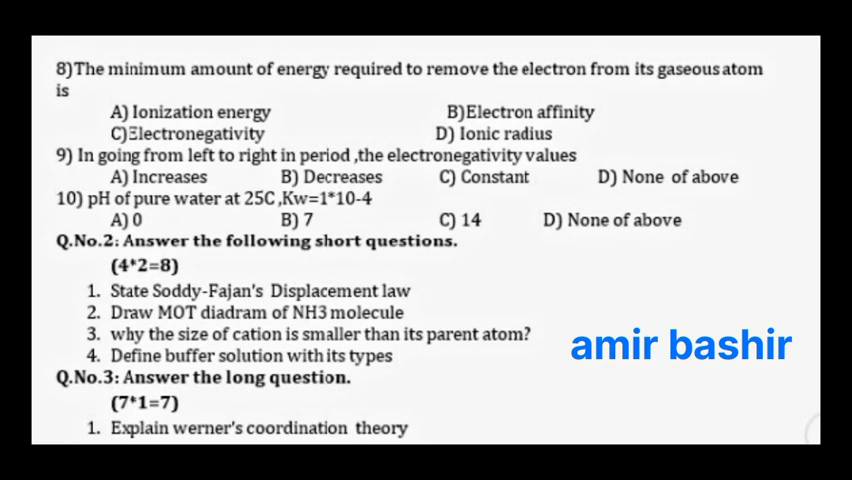 8)The minimum amount of energy required to remove the electron from its gaseous atom
is
A) Ionization energy B)Electron affinity
C)Electronegativity D) Ionic radius
9) In going from left to right in period ,the electronegativity values
A) Increases B) Decreases C) Constant D) None of above
10) pH of pure water at 25C ,Kw=1*10-4
A) 0 B) 7 C) 14 D) None of above
Q.No.2: Answer the following short questions.
(4*2=8)
1. State Soddy-Fajan's Displacement law
2. Draw MOT diadram of NH3 molecule
3. why the size of cation is smaller than its parent atom?
4. Define buffer solution with its types
amir bashir
Q.No.3: Answer the long question.
(7*1=7)
1. Explain werner's coordination theory